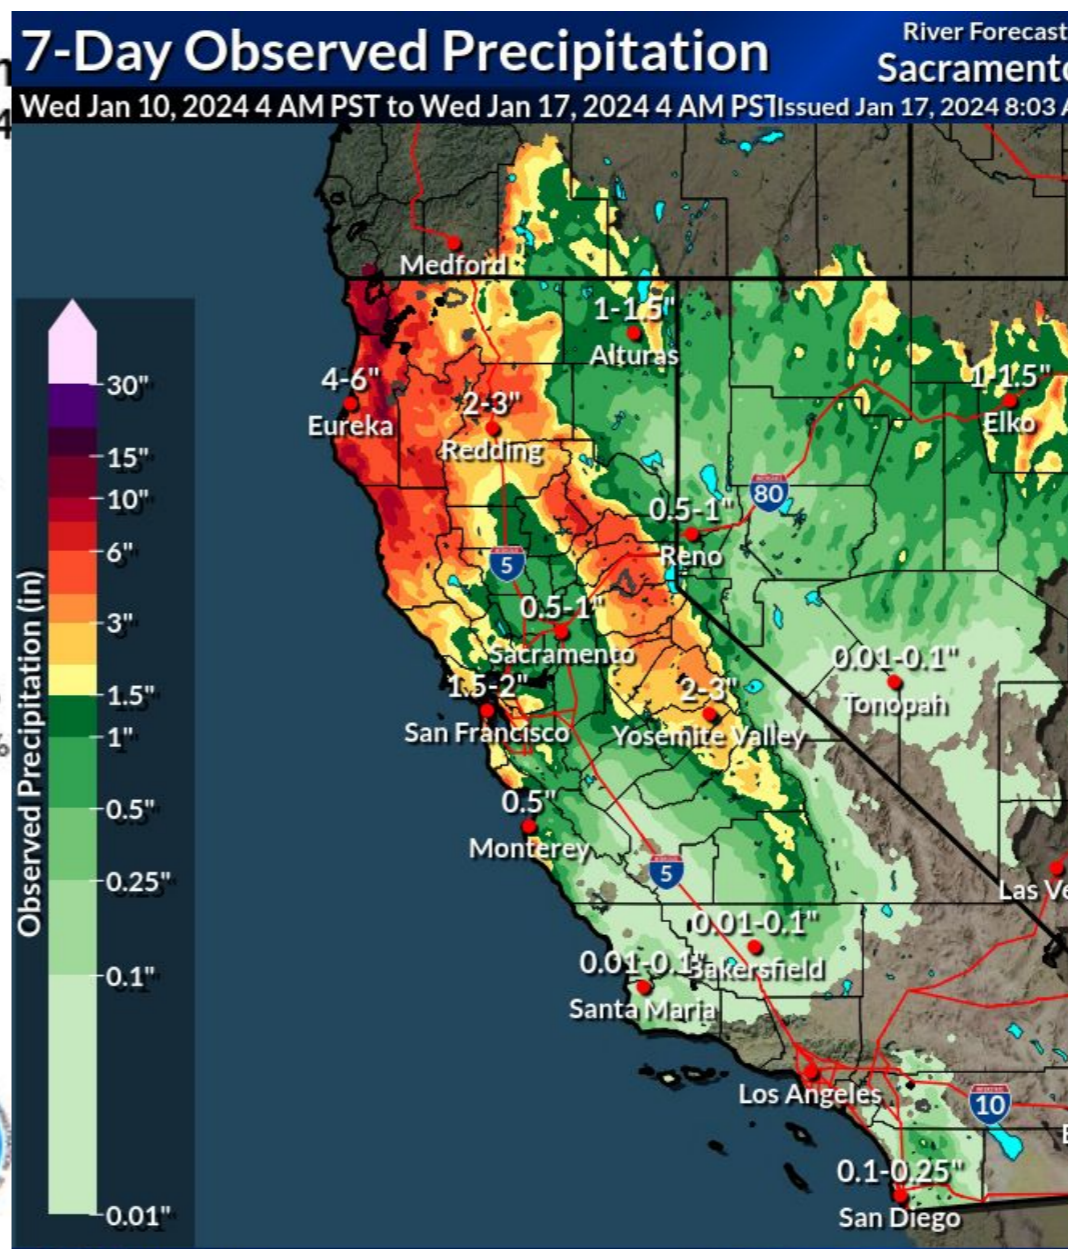 7-Day Observed Precipitation
River Forecast
Sacramento
Wed Jan 10, 2024 4 AM PST to Wed Jan 17, 2024 4 AM PST
Issued Jan 17, 2024 8:03 A
Medford
1-1.5"
Alturas
4-6"
Eureka
2-3"
Redding
1-1.5"
Elko
80
0.5-1"
Reno
5
0.5-1"
Sacramento
0.01-0.1"
Tonopah
1.5-2"
San Francisco
2-3"
Yosemite Valley
0.5"
Monterey
5
Las Ve
0.01-0.1"
Bakersfield
0.01-0.1"
Santa Maria
Los Angeles
10
0.1-0.25"
San Diego
Observed Precipitation (in)
30"
15"
10"
6"
3"
1.5"
1"
0.5"
0.25"
0.1"
0.01"